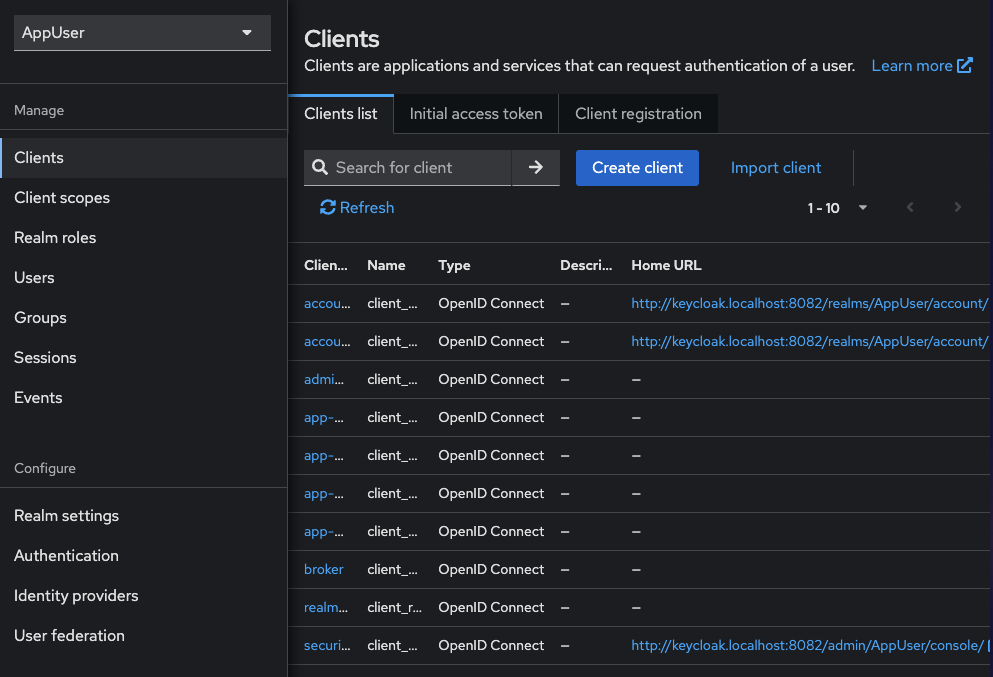 AppUser
Manage
Clients
Client scopes
Realm roles
Users
Groups
Sessions
Events
Configure
Realm settings
Authentication
Identity providers
User federation
Clients
Clients are applications and services that can request authentication of a user. Learn more
Clients list Initial access token Client registration
Search for client Create client Import client
Refresh 1 - 10
Clien... Name Type Descri... Home URL
accou... client_... OpenID Connect – http://keycloak.localhost:8082/realms/AppUser/account/
accou... client_... OpenID Connect – http://keycloak.localhost:8082/realms/AppUser/account/
admi... client_... OpenID Connect – –
app-... client_... OpenID Connect – –
app-... client_... OpenID Connect – –
app-... client_... OpenID Connect – –
app-... client_... OpenID Connect – –
broker client_... OpenID Connect – –
realm... client_r... OpenID Connect – –
securi... client_... OpenID Connect – http://keycloak.localhost:8082/admin/AppUser/console/